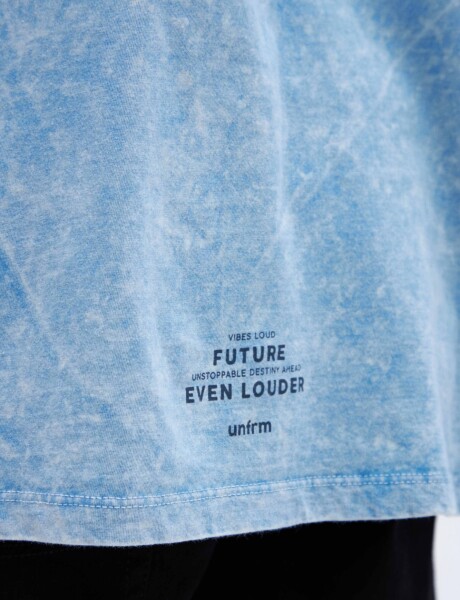 VIBES LOUD
FUTURE
UNSTOPPABLE DESTINY AHEAD
EVEN LOUDER
unfrm